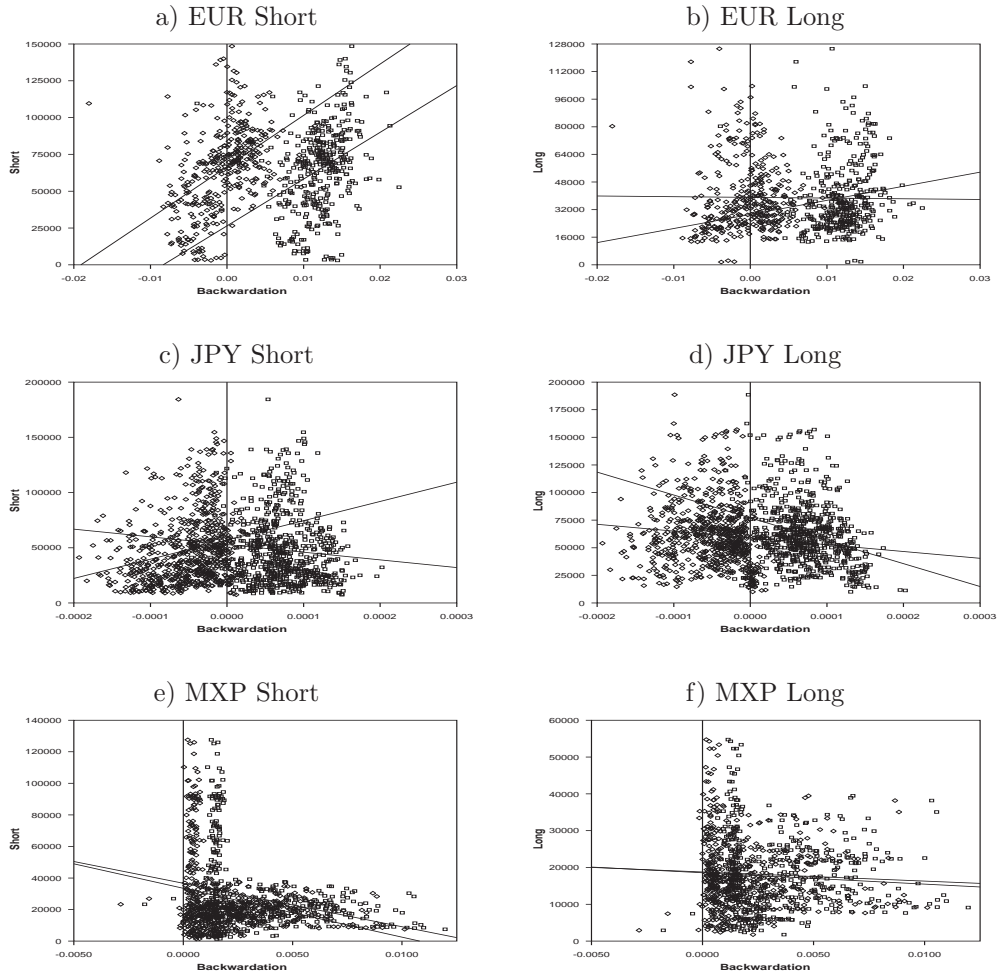 a) EUR Short
b) EUR Long
150000
125000
100000
75000
50000
25000
0
Short
-0.02 -0.01 0.00 0.01 0.02 0.03
Backwardation
128000
112000
96000
80000
64000
48000
32000
16000
0
Long
-0.02 -0.01 0.00 0.01 0.02 0.03
Backwardation
c) JPY Short
d) JPY Long
200000
150000
100000
50000
0
Short
-0.0002 -0.0001 0.0000 0.0001 0.0002 0.0003
Backwardation
200000
175000
150000
125000
100000
75000
50000
25000
0
Long
-0.0002 -0.0001 0.0000 0.0001 0.0002 0.0003
Backwardation
e) MXP Short
f) MXP Long
140000
120000
100000
80000
60000
40000
20000
0
Short
-0.0050 0.0000 0.0050 0.0100
Backwardation
60000
50000
40000
30000
20000
10000
0
Long
-0.0050 0.0000 0.0050 0.0100
Backwardation